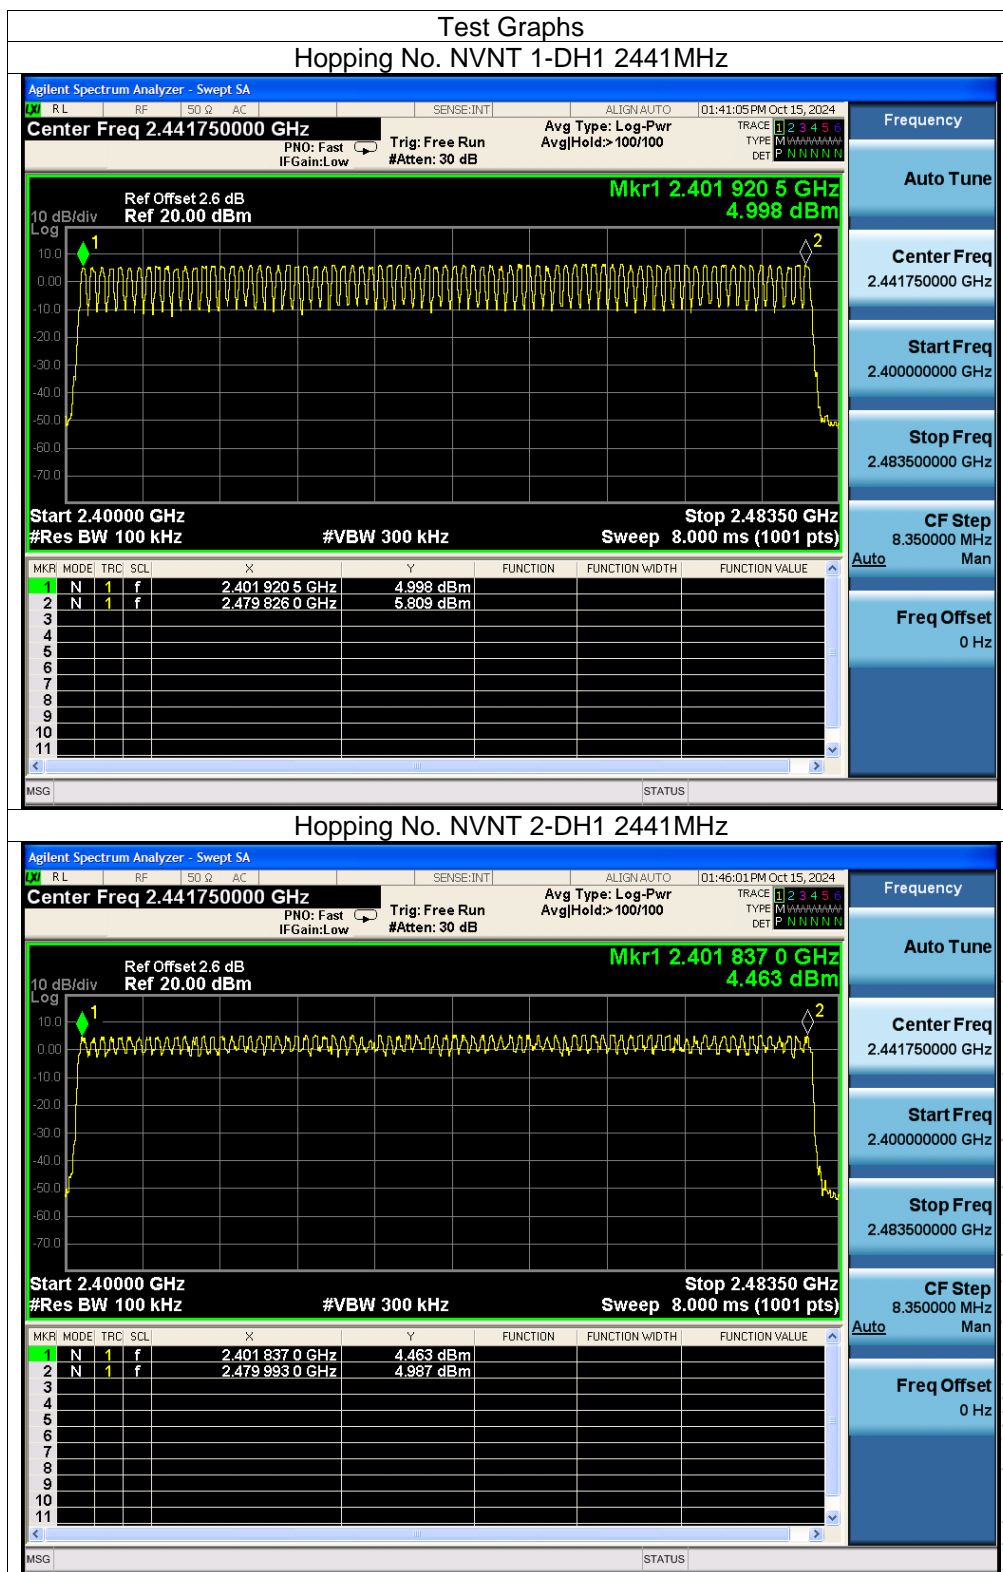 Test Graphs
Hopping No. NVNT 1-DH1 2441MHz
Agilent Spectrum Analyzer - Swept SA
LXI RL RF 50 Ω AC SENSE:INT ALIGN AUTO 01:41:05 PM Oct 15, 2024
Center Freq 2.441750000 GHz
PNO: Fast
IFGain:Low
Trig: Free Run
#Atten: 30 dB
Avg Type: Log-Pwr
Avg|Hold:>100/100
TRACE 1 2 3 4 5 6
TYPE M
DET P N N N N N
Frequency
Mkr1 2.401 920 5 GHz
4.998 dBm
Ref Offset 2.6 dB
10 dB/div Ref 20.00 dBm
Log
1
2
10.0
0.00
-10.0
-20.0
-30.0
-40.0
-50.0
-60.0
-70.0
Start 2.40000 GHz Stop 2.48350 GHz
#Res BW 100 kHz #VBW 300 kHz Sweep 8.000 ms (1001 pts)
MKR MODE TRC SCL X Y FUNCTION FUNCTION WIDTH FUNCTION VALUE
1 N 1 f 2.401 920 5 GHz 4.998 dBm
2 N 1 f 2.479 826 0 GHz 5.809 dBm
3
4
5
6
7
8
9
10
11
MSG STATUS
Auto Tune
Center Freq
2.441750000 GHz
Start Freq
2.400000000 GHz
Stop Freq
2.483500000 GHz
CF Step
8.350000 MHz
Auto Man
Freq Offset
0 Hz
Hopping No. NVNT 2-DH1 2441MHz
Agilent Spectrum Analyzer - Swept SA
LXI RL RF 50 Ω AC SENSE:INT ALIGN AUTO 01:46:01 PM Oct 15, 2024
Center Freq 2.441750000 GHz
PNO: Fast
IFGain:Low
Trig: Free Run
#Atten: 30 dB
Avg Type: Log-Pwr
Avg|Hold:>100/100
TRACE 1 2 3 4 5 6
TYPE M
DET P N N N N N
Frequency
Mkr1 2.401 837 0 GHz
4.463 dBm
Ref Offset 2.6 dB
10 dB/div Ref 20.00 dBm
Log
1
2
10.0
0.00
-10.0
-20.0
-30.0
-40.0
-50.0
-60.0
-70.0
Start 2.40000 GHz Stop 2.48350 GHz
#Res BW 100 kHz #VBW 300 kHz Sweep 8.000 ms (1001 pts)
MKR MODE TRC SCL X Y FUNCTION FUNCTION WIDTH FUNCTION VALUE
1 N 1 f 2.401 837 0 GHz 4.463 dBm
2 N 1 f 2.479 993 0 GHz 4.987 dBm
3
4
5
6
7
8
9
10
11
MSG STATUS
Auto Tune
Center Freq
2.441750000 GHz
Start Freq
2.400000000 GHz
Stop Freq
2.483500000 GHz
CF Step
8.350000 MHz
Auto Man
Freq Offset
0 Hz